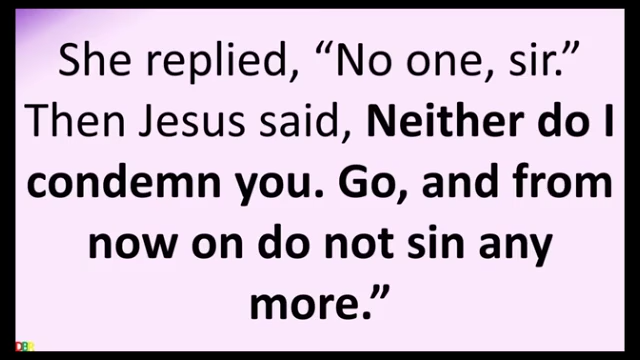 She replied, “No one, sir.”
Then Jesus said, Neither do I
condemn you. Go, and from
now on do not sin any
more.”